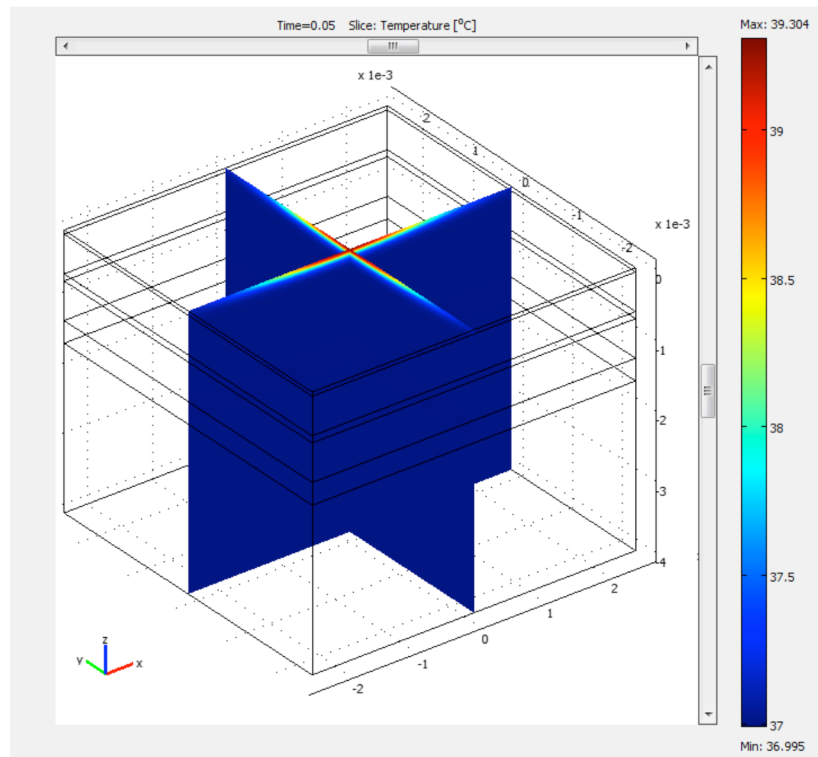 Time=0.05 Slice: Temperature [°C]
Max: 39.304
x 1e-3
2
1
0
-1
-2
x 1e-3
0
-1
-2
-3
-4
2
1
0
-1
-2
39
38.5
38
37.5
37
Min: 36.995
z
y
x